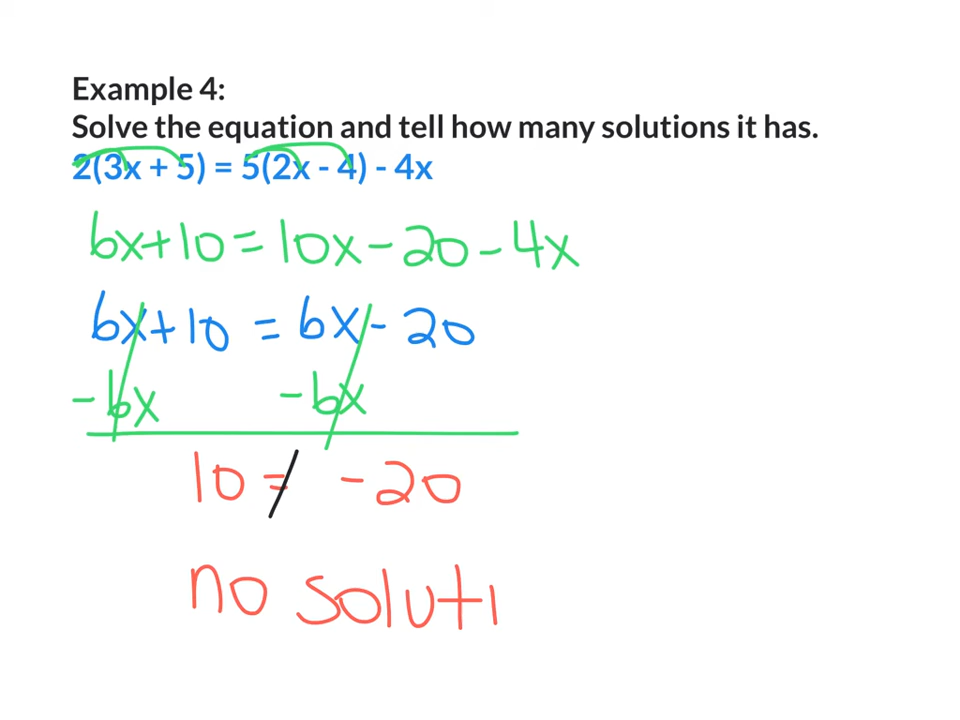 Example 4:
Solve the equation and tell how many solutions it has.
2(3x + 5) = 5(2x - 4) - 4x
6x+10=10x-20-4x
6x+10=6x-20
-6x -6x
10≠-20
no soluti